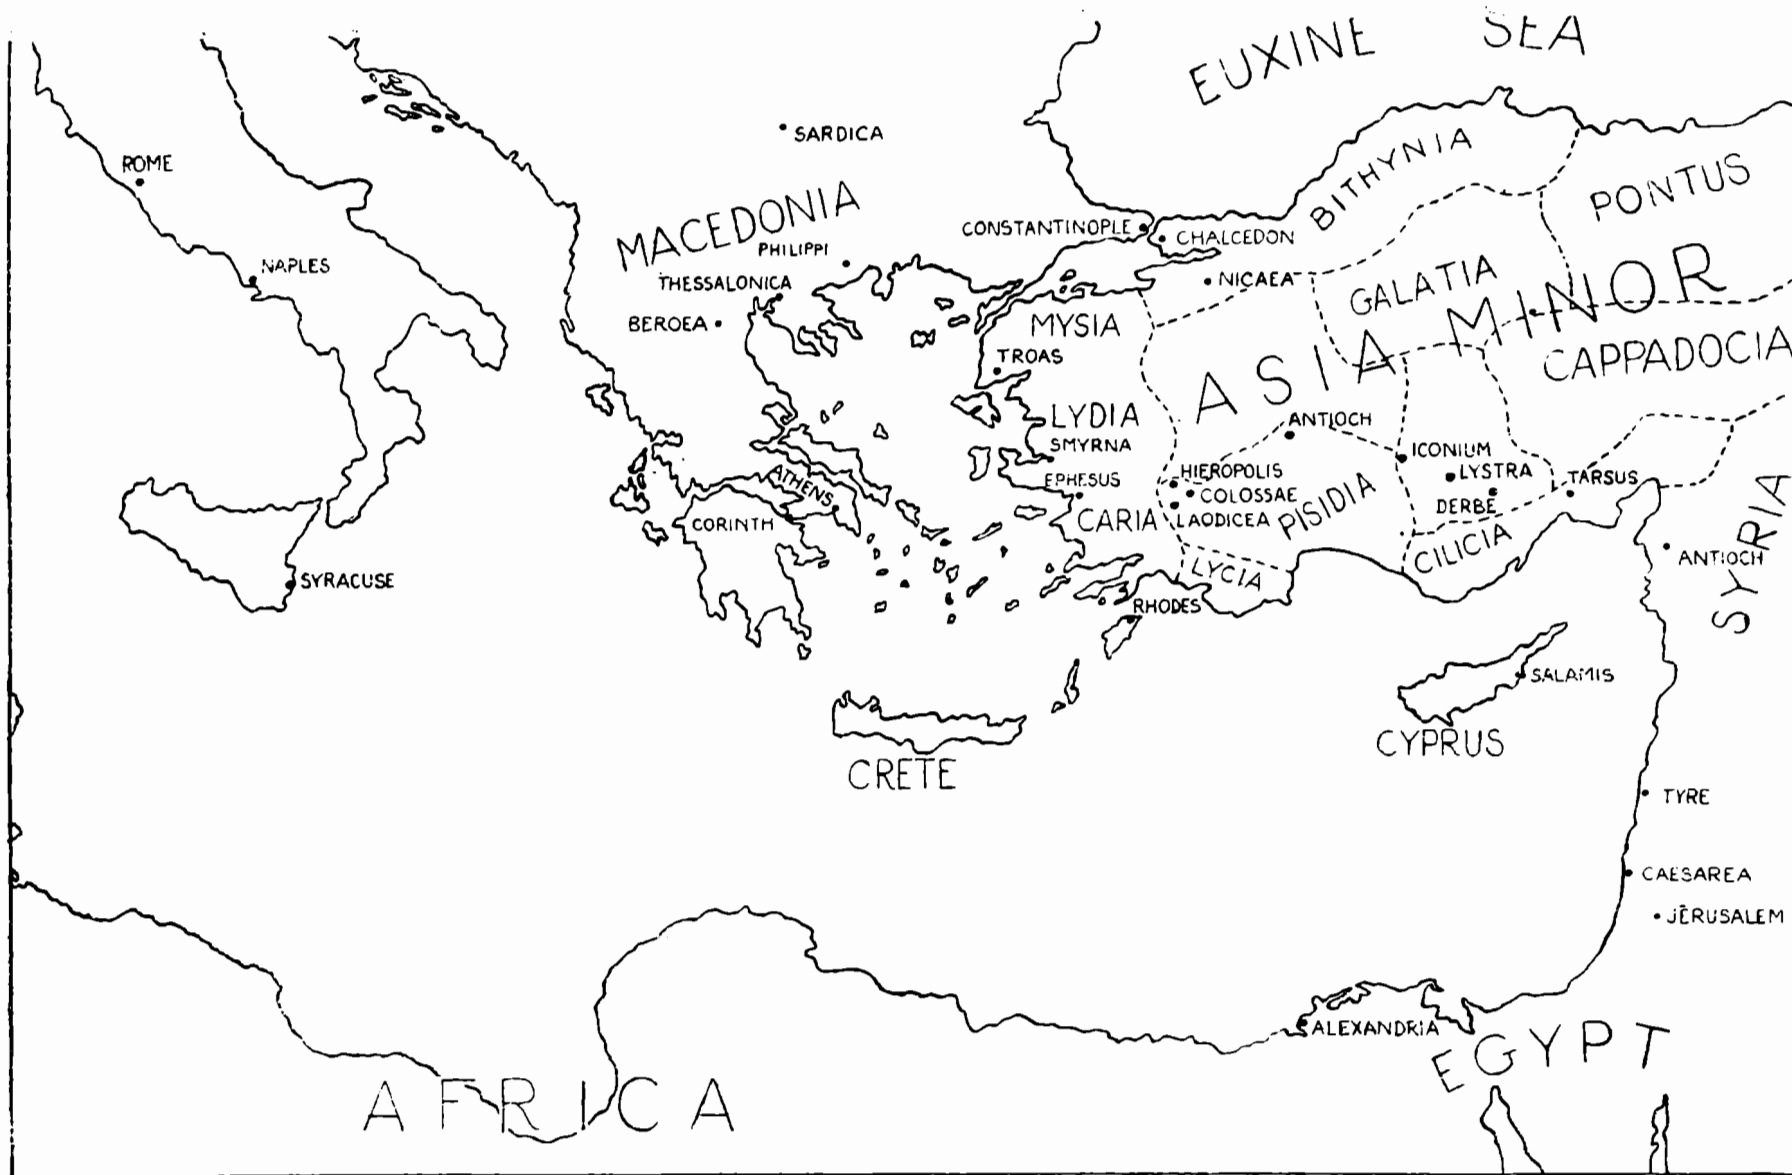 EUXINE SEA
SARDICA
ROME
BITHYNIA
PONTUS
MACEDONIA
CONSTANTINOPLE
CHALCEDON
PHILIPPI
NAPLES
THESSALONICA
NICAEA
GALATIA
BEROEA
MYSIA
ASIA MINOR
TROAS
CAPPADOCIA
LYDIA
ANTIOCH
SMYRNA
ICONIUM
HIEROPOLIS
LYSTRA
EPHESUS
TARSUS
ATHENS
COLOSSAE
DERBE
CORINTH
CARIA
LAODICEA
PISIDIA
CILICIA
SYRIA
ANTIOCH
SYRACUSE
LYCIA
RHODES
SALAMIS
CYPRUS
CRETE
TYRE
CAESAREA
JERUSALEM
ALEXANDRIA
EGYPT
AFRICA